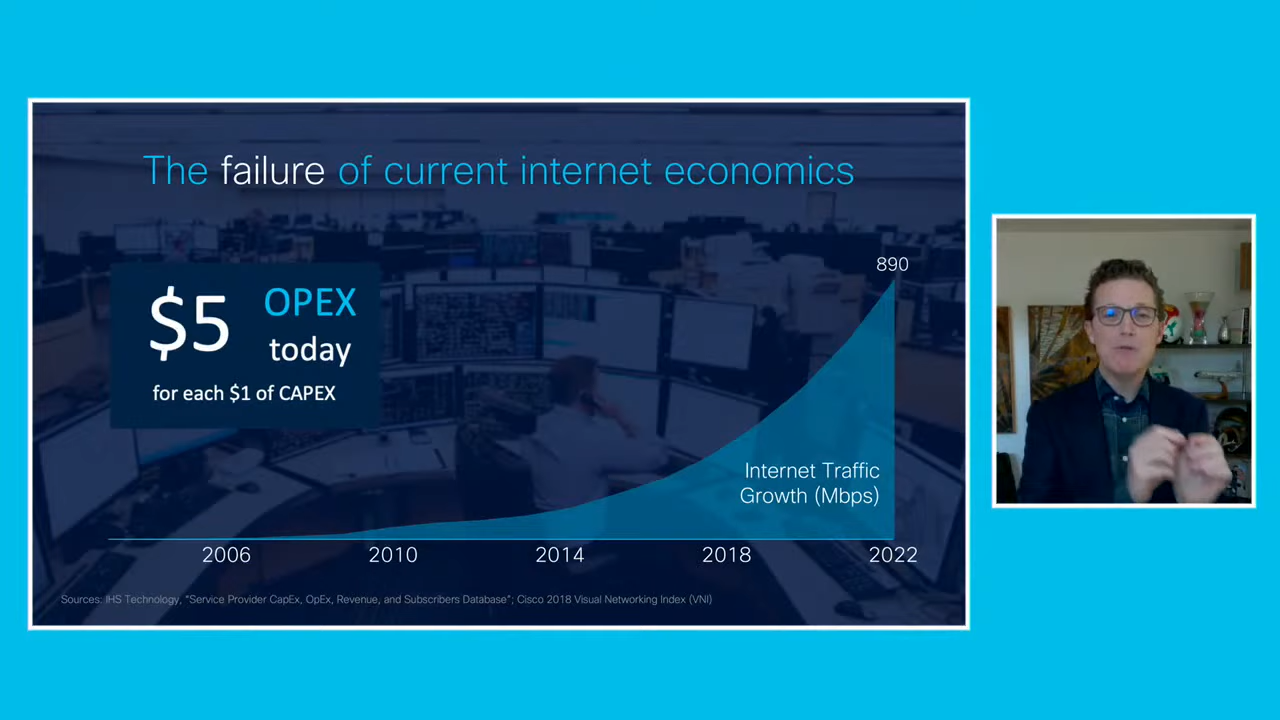 The failure of current internet economics
$5
OPEX
today
for each $1 of CAPEX
890
Internet Traffic
Growth (Mbps)
2006
2010
2014
2018
2022
Sources: IHS Technology, "Service Provider CapEx, OpEx, Revenue, and Subscribers Database"; Cisco 2018 Visual Networking Index (VNI)